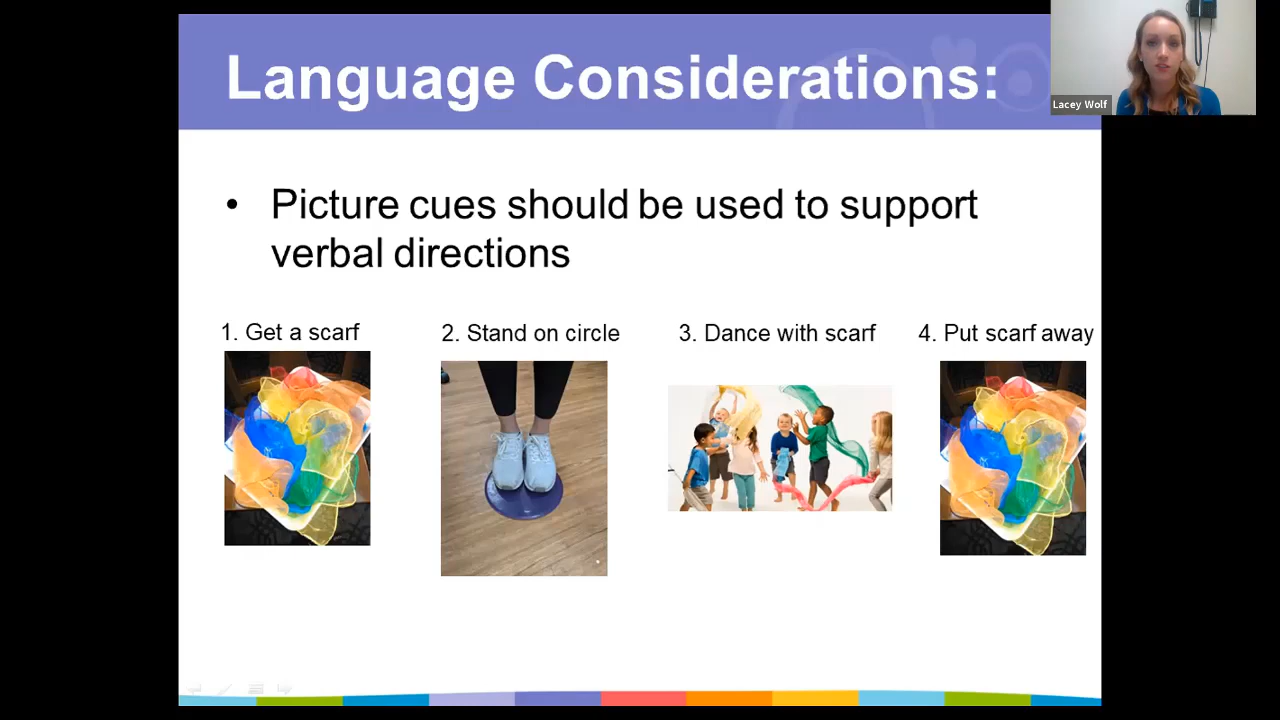 Language Considerations:
Lacey Wolf
• Picture cues should be used to support
verbal directions
1. Get a scarf
2. Stand on circle
3. Dance with scarf
4. Put scarf away